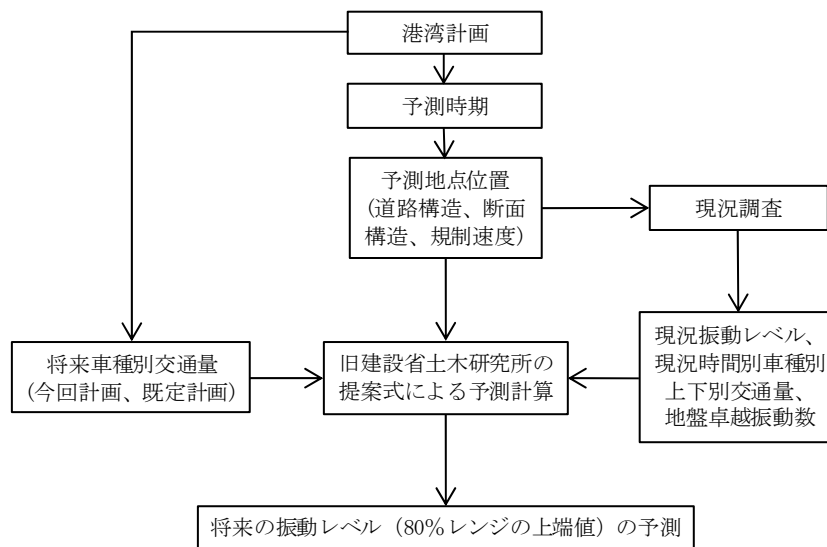 港湾計画
予測時期
予測地点位置
(道路構造、断面
構造、規制速度)
現況調査
将来車種別交通量
(今回計画、既定計画)
旧建設省土木研究所の
提案式による予測計算
現況振動レベル、
現況時間別車種別
上下別交通量、
地盤卓越振動数
将来の振動レベル（80%レンジの上端値）の予測